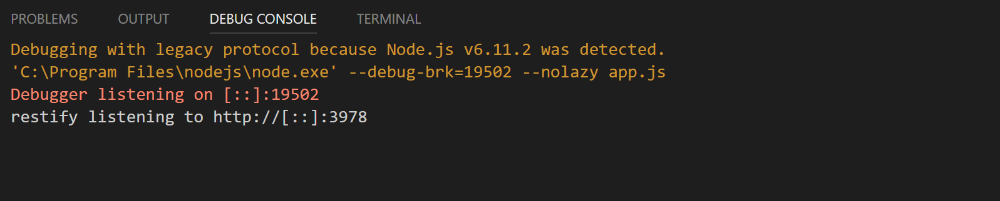 PROBLEMS OUTPUT DEBUG CONSOLE TERMINAL
Debugging with legacy protocol because Node.js v6.11.2 was detected.
'C:\Program Files\nodejs\node.exe' --debug-brk=19502 --nolazy app.js
Debugger listening on [::]:19502
restify listening to http://[::]:3978